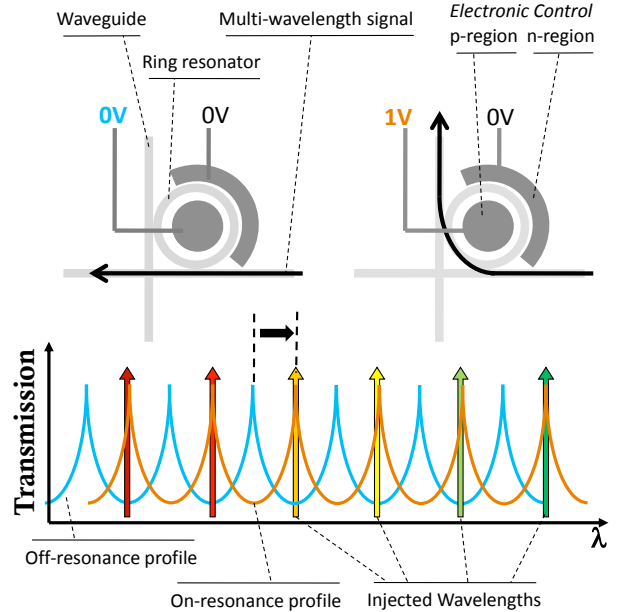 Electronic Control
Waveguide
Multi-wavelength signal
p-region
n-region
Ring resonator
0V
0V
1V
0V
Transmission
λ
Off-resonance profile
On-resonance profile
Injected Wavelengths